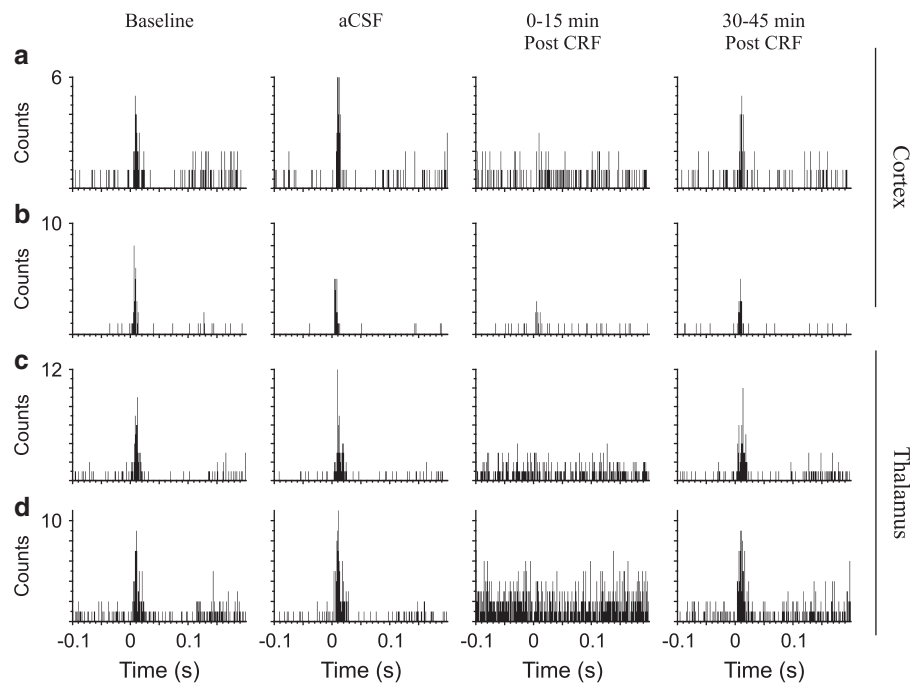 Baseline
aCSF
0-15 min
Post CRF
30-45 min
Post CRF
a
6
Counts
Cortex
b
10
Counts
c
12
Counts
Thalamus
d
10
Counts
-0.1 0 0.1
-0.1 0 0.1
-0.1 0 0.1
-0.1 0 0.1
Time (s)
Time (s)
Time (s)
Time (s)